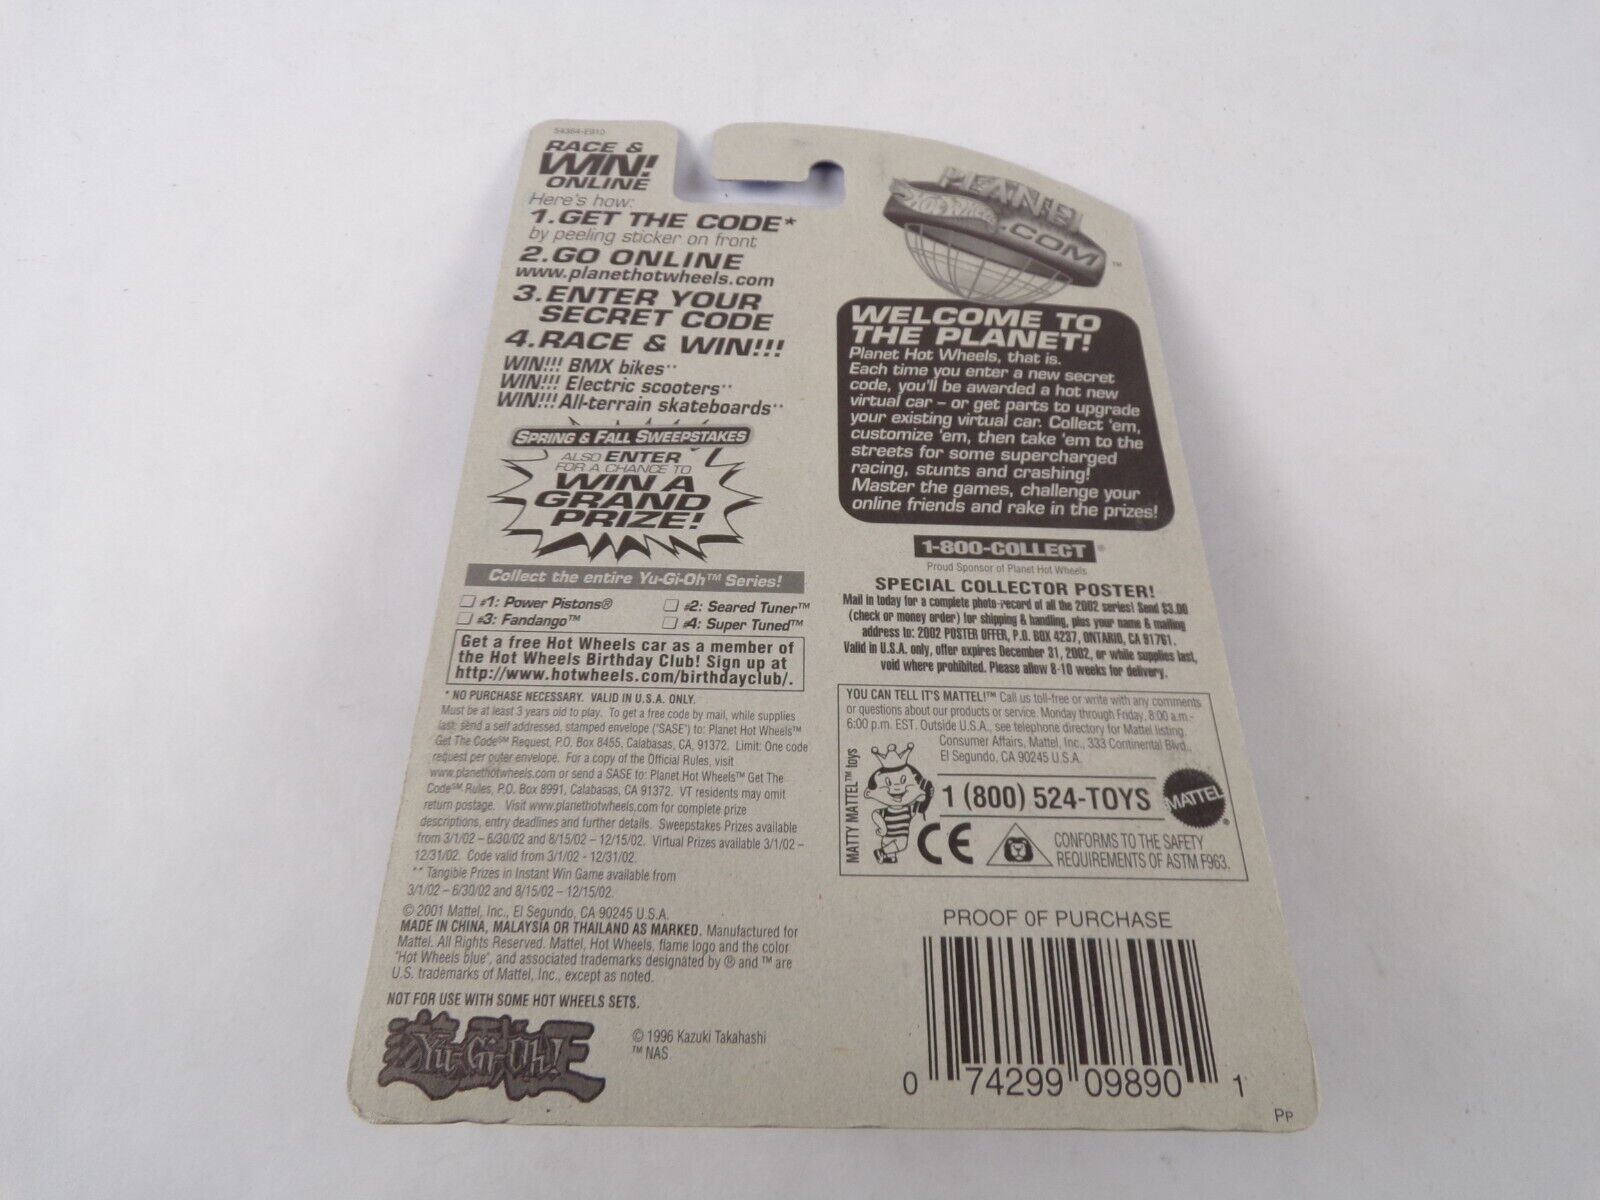 54364-E910
RACE &
WIN!
ONLINE
Here's how:
1.GET THE CODE*
by peeling sticker on front
2.GO ONLINE
www.planethotwheels.com
3.ENTER YOUR
SECRET CODE
4.RACE & WIN!!!
WIN!!! BMX bikes**
WIN!!! Electric scooters**
WIN!!! All-terrain skateboards**
SPRING & FALL SWEEPSTAKES
ALSO ENTER
FOR A CHANCE TO
WIN A
GRAND
PRIZE!
Collect the entire Yu-Gi-Oh™ Series!
#1: Power Pistons® #2: Seared Tuner™
#3: Fandango™ #4: Super Tuned™
Get a free Hot Wheels car as a member of
the Hot Wheels Birthday Club! Sign up at
http://www.hotwheels.com/birthdayclub/.
* NO PURCHASE NECESSARY. VALID IN U.S.A. ONLY.
Must be at least 3 years old to play. To get a free code by mail, while supplies
last, send a self addressed, stamped envelope ("SASE") to: Planet Hot Wheels™
Get The Code℠ Request, P.O. Box 8455, Calabasas, CA, 91372. Limit: One code
request per outer envelope. For a copy of the Official Rules, visit
www.planethotwheels.com or send a SASE to: Planet Hot Wheels™ Get The
Code℠ Rules, P.O. Box 8991, Calabasas, CA 91372. VT residents may omit
return postage. Visit www.planethotwheels.com for complete prize
descriptions, entry deadlines and further details. Sweepstakes Prizes available
from 3/1/02 – 6/30/02 and 8/15/02 – 12/15/02. Virtual Prizes available 3/1/02 –
12/31/02. Code valid from 3/1/02 - 12/31/02.
** Tangible Prizes in Instant Win Game available from
3/1/02 – 6/30/02 and 8/15/02 – 12/15/02.
© 2001 Mattel, Inc., El Segundo, CA 90245 U.S.A.
MADE IN CHINA, MALAYSIA OR THAILAND AS MARKED. Manufactured for
Mattel. All Rights Reserved. Mattel, Hot Wheels, flame logo and the color
"Hot Wheels blue", and associated trademarks designated by ® and ™ are
U.S. trademarks of Mattel, Inc., except as noted.
NOT FOR USE WITH SOME HOT WHEELS SETS.
遊戯王
Yu-Gi-Oh!
© 1996 Kazuki Takahashi
™ NAS
PLANET
HOT WHEELS
.COM™
WELCOME TO
THE PLANET!
Planet Hot Wheels, that is.
Each time you enter a new secret
code, you'll be awarded a hot new
virtual car – or get parts to upgrade
your existing virtual car. Collect 'em,
customize 'em, then take 'em to the
streets for some supercharged
racing, stunts and crashing!
Master the games, challenge your
online friends and rake in the prizes!
1-800-COLLECT®
Proud Sponsor of Planet Hot Wheels
SPECIAL COLLECTOR POSTER!
Mail in today for a complete photo-record of all the 2002 series! Send $3.00
(check or money order) for shipping & handling, plus your name & mailing
address to: 2002 POSTER OFFER, P.O. BOX 4237, ONTARIO, CA 91761.
Valid in U.S.A. only, offer expires December 31, 2002, or while supplies last,
void where prohibited. Please allow 8-10 weeks for delivery.
YOU CAN TELL IT'S MATTEL!™ Call us toll-free or write with any comments
or questions about our products or service. Monday through Friday, 8:00 a.m.-
6:00 p.m. EST. Outside U.S.A., see telephone directory for Mattel listing.
Consumer Affairs, Mattel, Inc., 333 Continental Blvd.,
El Segundo, CA 90245 U.S.A.
MATTY MATTEL™ toys
1 (800) 524-TOYS
MATTEL®
CE
CONFORMS TO THE SAFETY
REQUIREMENTS OF ASTM F963.
PROOF OF PURCHASE
0 74299 09890 1
PP